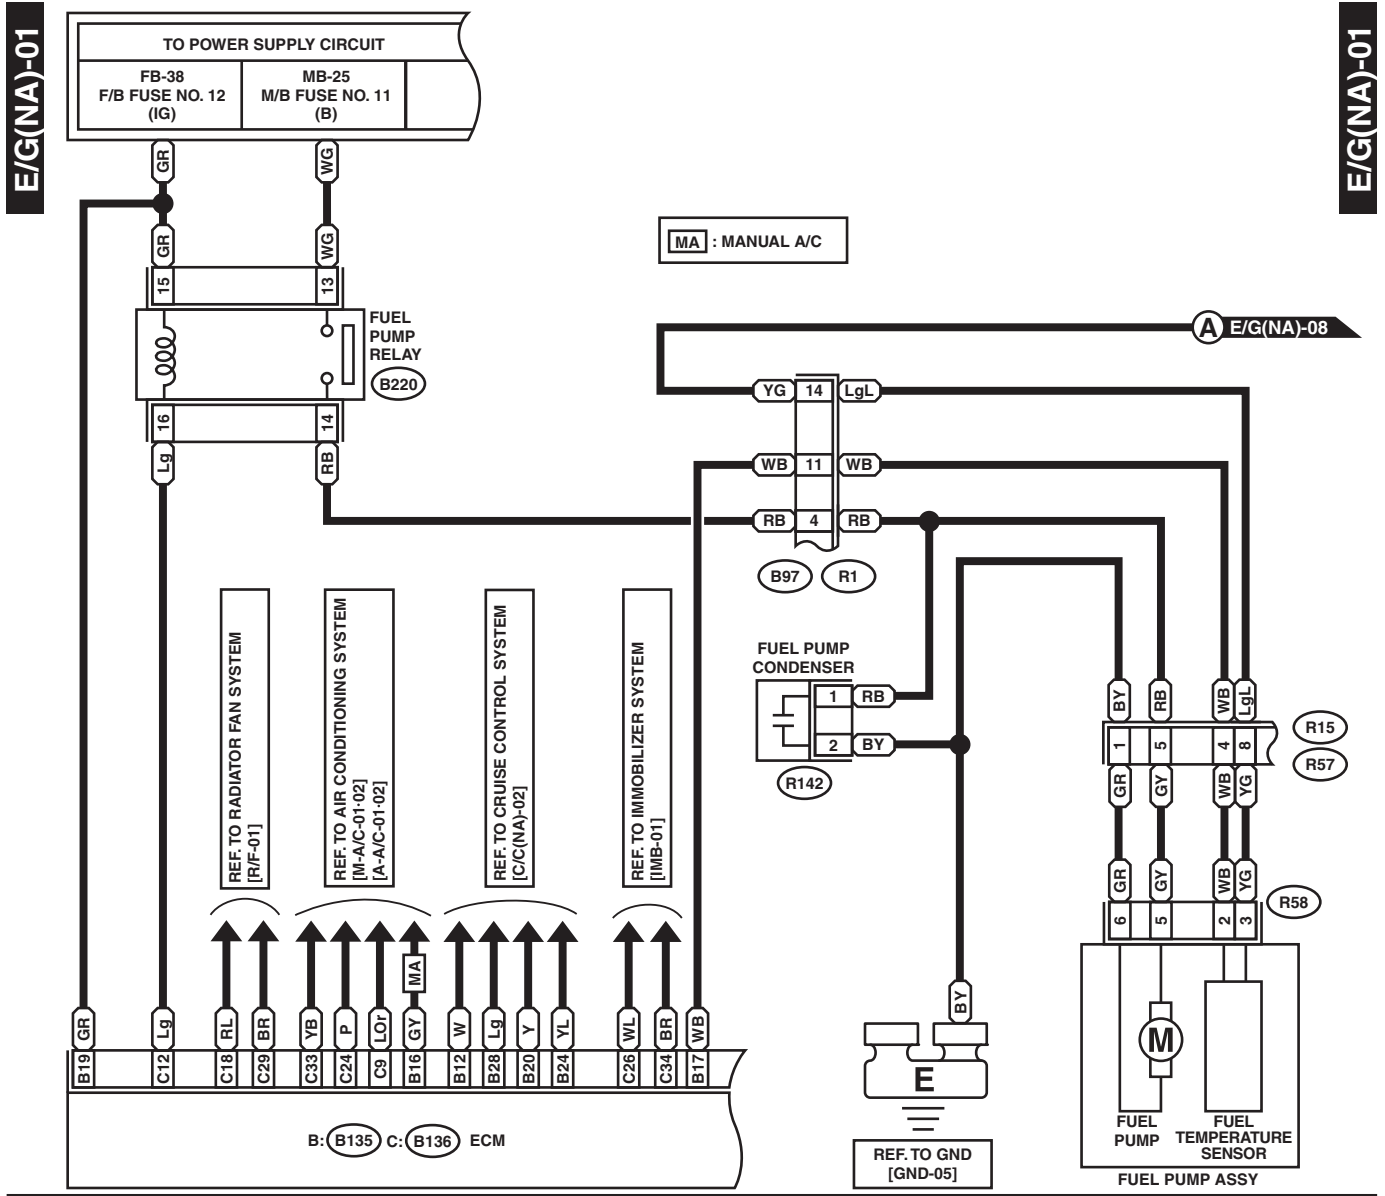 E/G(NA)-01
E/G(NA)-01
TO POWER SUPPLY CIRCUIT
FB-38
F/B FUSE NO. 12
(IG)
MB-25
M/B FUSE NO. 11
(B)
GR
WG
GR
WG
15
13
MA : MANUAL A/C
FUEL
PUMP
RELAY
B220
A E/G(NA)-08
16
14
Lg
RB
YG 14 LgL
WB 11 WB
RB 4 RB
B97 R1
REF. TO RADIATOR FAN SYSTEM
[R/F-01]
REF. TO AIR CONDITIONING SYSTEM
[M-A/C-01·02]
[A-A/C-01·02]
REF. TO CRUISE CONTROL SYSTEM
[C/C(NA)-02]
REF. TO IMMOBILIZER SYSTEM
[IMB-01]
FUEL PUMP
CONDENSER
1 RB
2 BY
R142
BY RB WB LgL
1 5 4 8
R15
R57
GR GY WB YG
GR GY WB YG
R58
6 5 2 3
MA
BY
GR Lg RL BR YB P LOr GY W Lg Y YL WL BR WB
B19 C12 C18 C29 C33 C24 C9 B16 B12 B28 B20 B24 C26 C34 B17
M
E
FUEL
PUMP
FUEL
TEMPERATURE
SENSOR
B: B135 C: B136 ECM
REF. TO GND
[GND-05]
FUEL PUMP ASSY